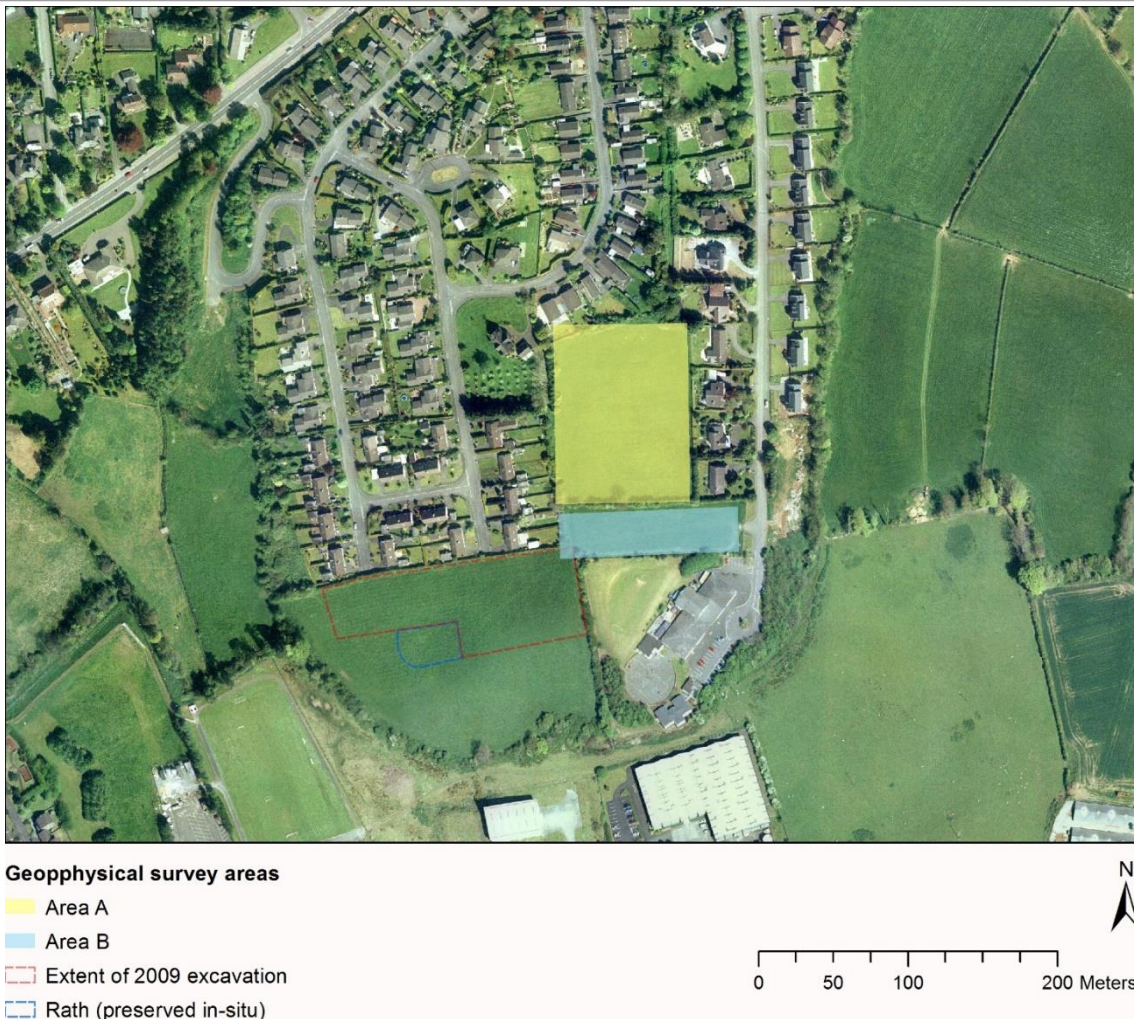 Geopphysical survey areas
Area A
Area B
Extent of 2009 excavation
Rath (preserved in-situ)
N
0 50 100 200 Meters